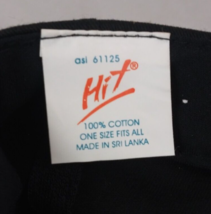 asi 61125
Hit®
100% COTTON
ONE SIZE FITS ALL
MADE IN SRI LANKA